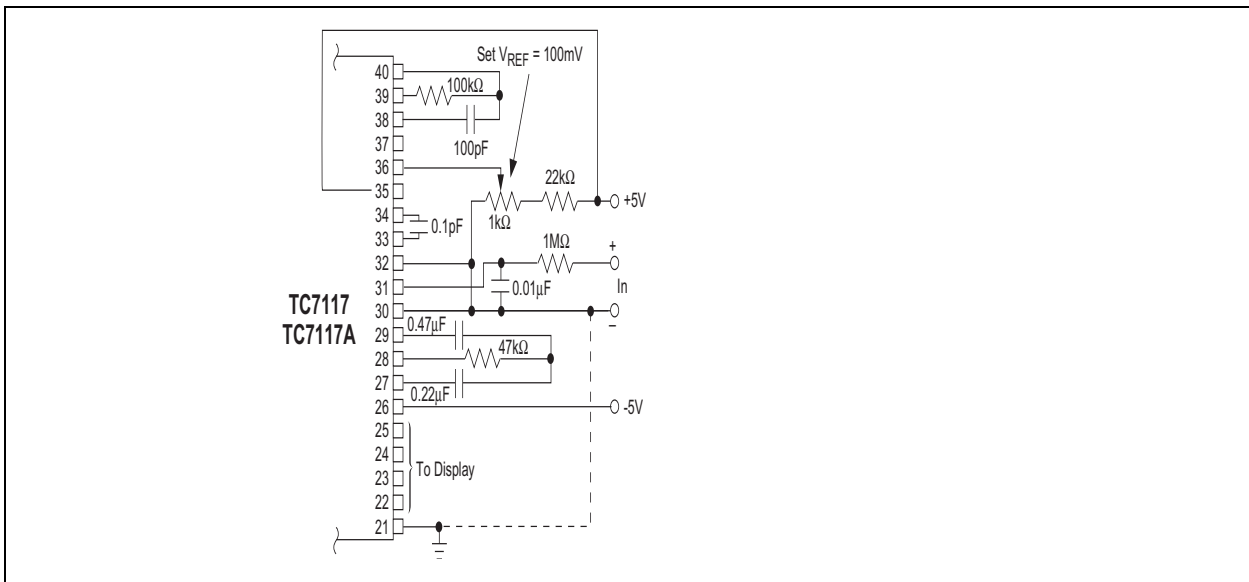 Set VREF = 100mV
40
39
100kΩ
38
100pF
37
36
35
22kΩ
+5V
1kΩ
34
0.1pF
33
1MΩ
+
32
31
0.01µF
In
TC7117
TC7117A
30
–
29
0.47µF
28
47kΩ
27
0.22µF
26
-5V
25
24
To Display
23
22
21